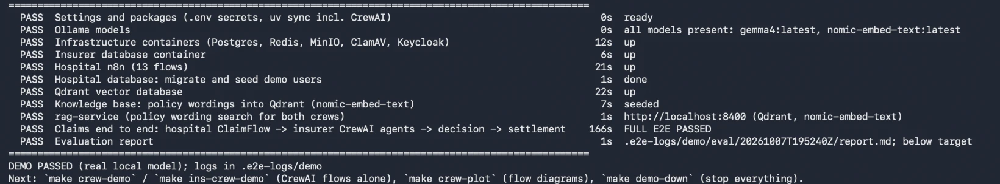 ====================================================================================================
PASS  Settings and packages (.env secrets, uv sync incl. CrewAI)                                    0s  ready
PASS  Ollama models                                                                                 0s  all models present: gemma4:latest, nomic-embed-text:latest
PASS  Infrastructure containers (Postgres, Redis, MinIO, ClamAV, Keycloak)                         12s  up
PASS  Insurer database container                                                                    6s  up
PASS  Hospital n8n (13 flows)                                                                      21s  up
PASS  Hospital database: migrate and seed demo users                                                1s  done
PASS  Qdrant vector database                                                                       22s  up
PASS  Knowledge base: policy wordings into Qdrant (nomic-embed-text)                                7s  seeded
PASS  rag-service (policy wording search for both crews)                                            1s  http://localhost:8400 (Qdrant, nomic-embed-text)
PASS  Claims end to end: hospital ClaimFlow -> insurer CrewAI agents -> decision -> settlement    166s  FULL E2E PASSED
PASS  Evaluation report                                                                             1s  .e2e-logs/demo/eval/20261007T195240Z/report.md; below target
====================================================================================================
DEMO PASSED (real local model); logs in .e2e-logs/demo
Next: `make crew-demo` / `make ins-crew-demo` (CrewAI flows alone), `make crew-plot` (flow diagrams), `make demo-down` (stop everything).